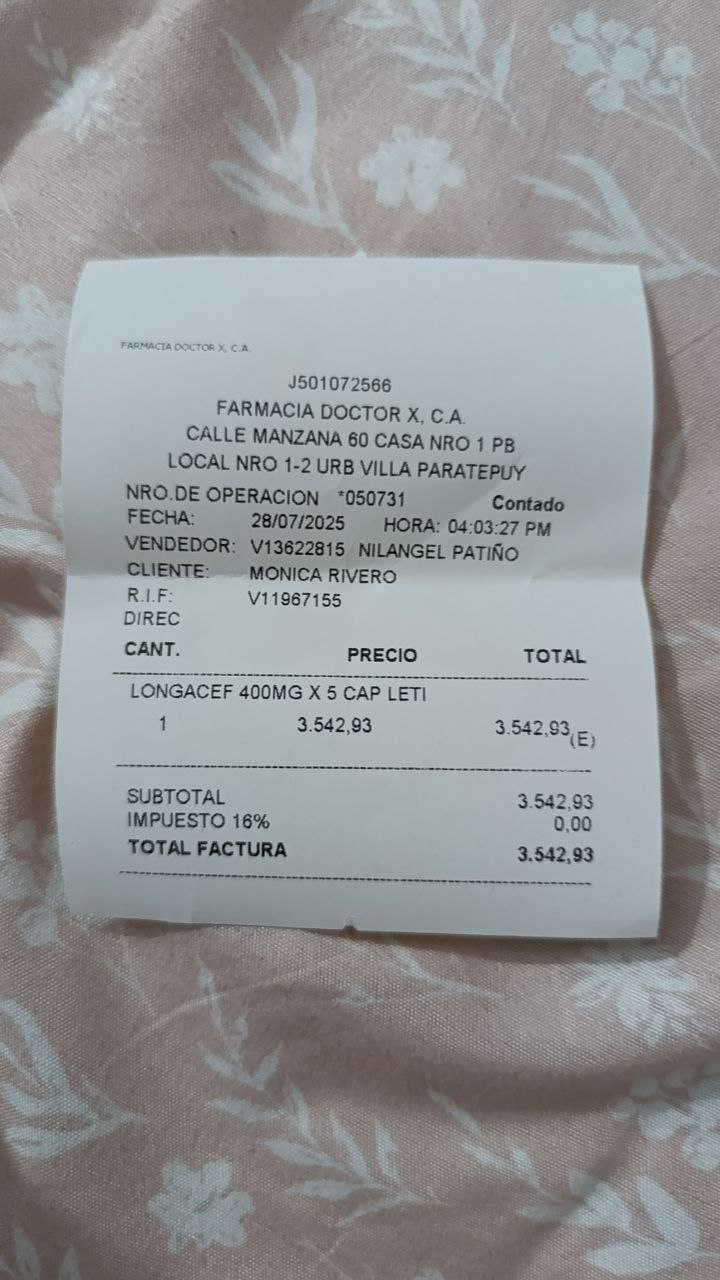 FARMACIA DOCTOR X, C.A.
J501072566
FARMACIA DOCTOR X, C.A.
CALLE MANZANA 60 CASA NRO 1 PB
LOCAL NRO 1-2 URB VILLA PARATEPUY
NRO.DE OPERACION *050731 Contado
FECHA: 28/07/2025 HORA: 04:03:27 PM
VENDEDOR: V13622815 NILANGEL PATIÑO
CLIENTE: MONICA RIVERO
R.I.F: V11967155
DIREC
CANT. PRECIO TOTAL
LONGACEF 400MG X 5 CAP LETI
1 3.542,93 3.542,93(E)
SUBTOTAL 3.542,93
IMPUESTO 16% 0,00
TOTAL FACTURA 3.542,93